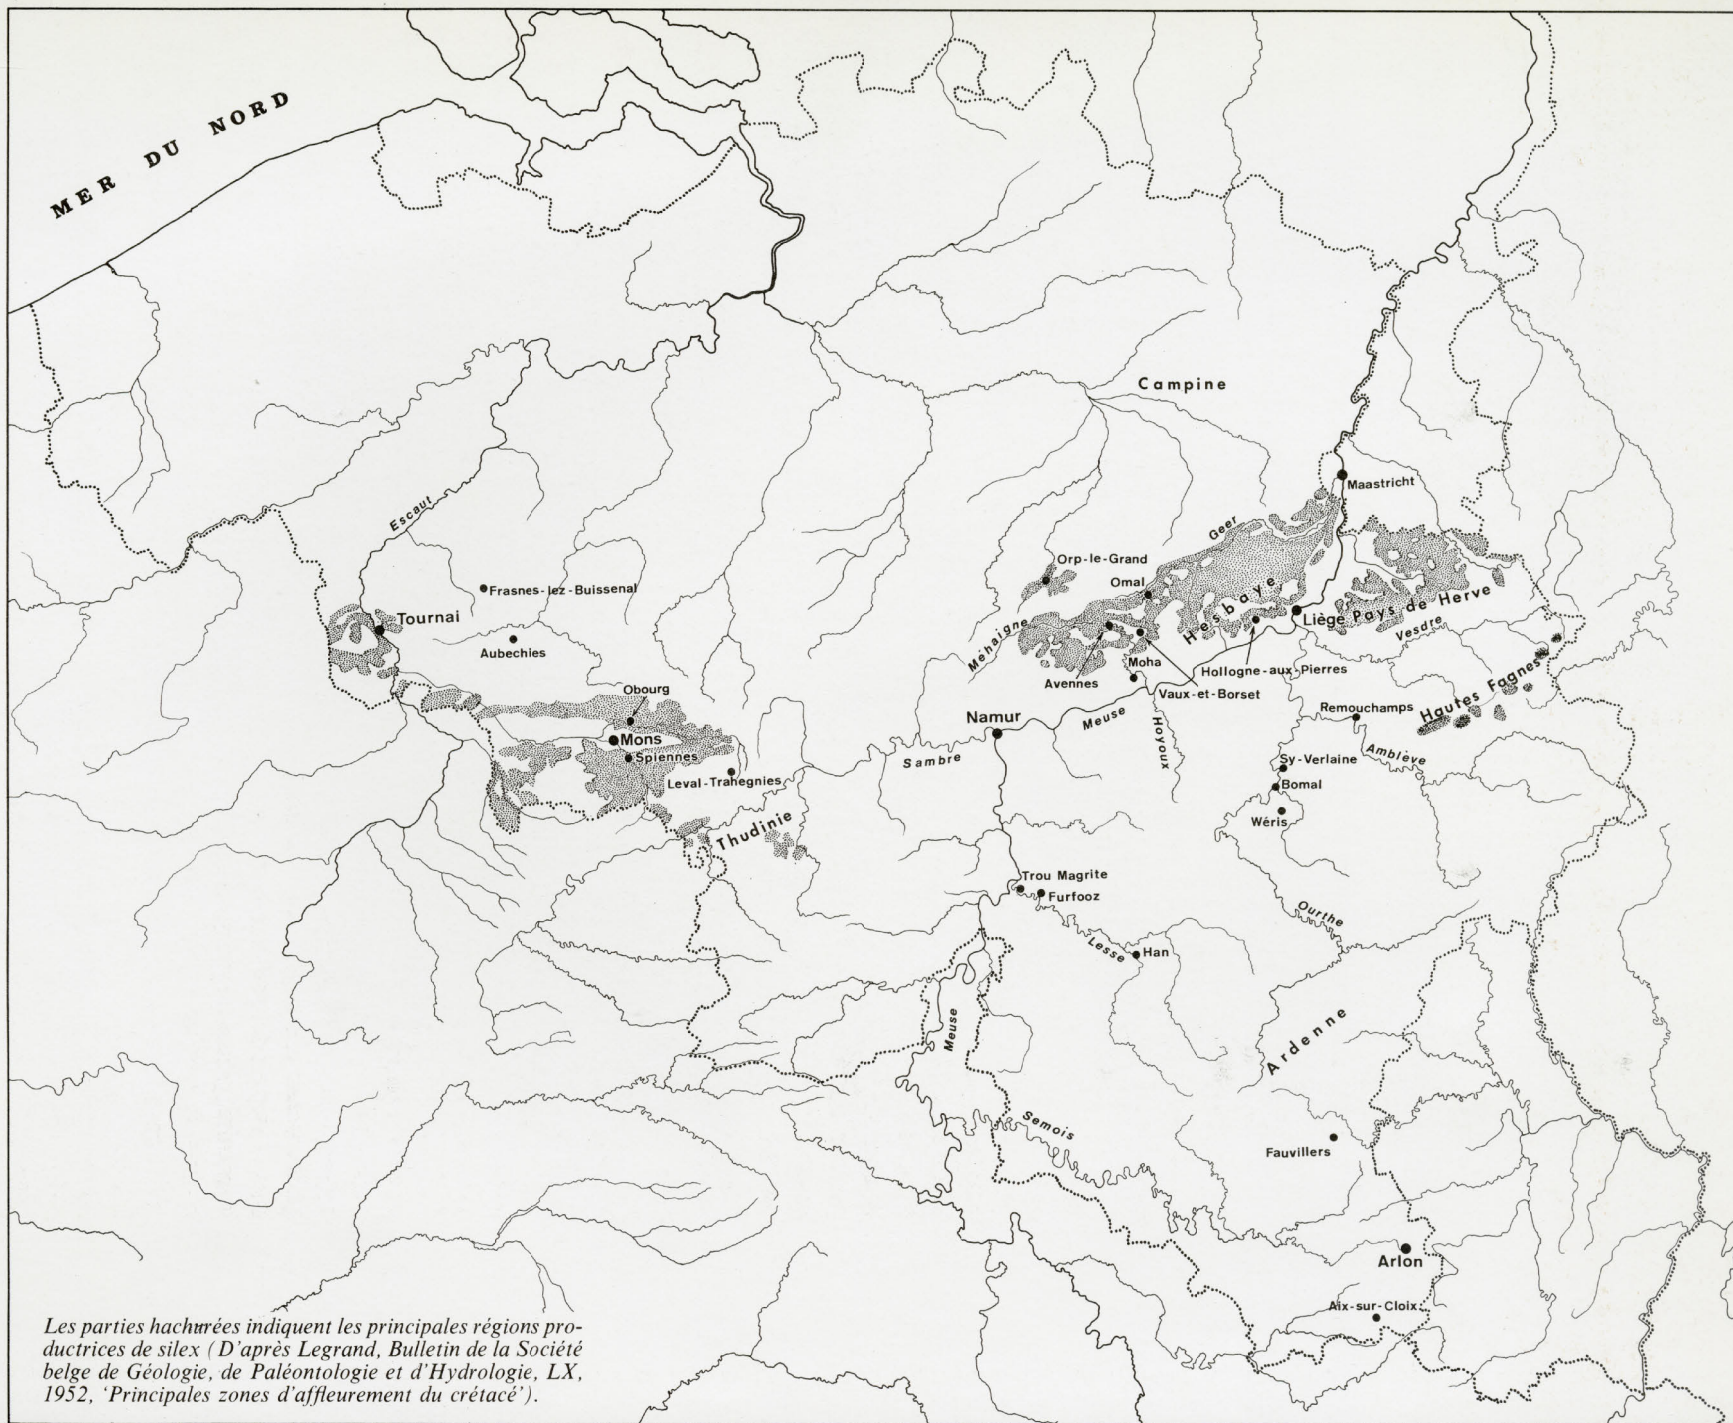 MER DU NORD
Campine
Maastricht
Escaut
Geer
Orp-le-Grand
Omal
Frasnes-lez-Buissenal
Tournai
Hesbaye
Liège
Pays de Herve
Vesdre
Méhaigne
Aubechies
Moha
Hollogne-aux-Pierres
Avennes
Vaux-et-Borset
Hautes Fagnes
Obourg
Namur
Meuse
Hoyoux
Remouchamps
Mons
Spiennes
Sambre
Sy-Verlaine
Amblève
Leval-Trahegnies
Bomal
Thudinie
Wéris
Trou Magrite
Furfooz
Ourthe
Lesse
Han
Meuse
Ardenne
Semois
Fauvillers
Arlon
Aix-sur-Cloix
Les parties hachurées indiquent les principales régions pro-
ductrices de silex (D'après Legrand, Bulletin de la Société
belge de Géologie, de Paléontologie et d'Hydrologie, LX,
1952, ‘Principales zones d'affleurement du crétacé’).